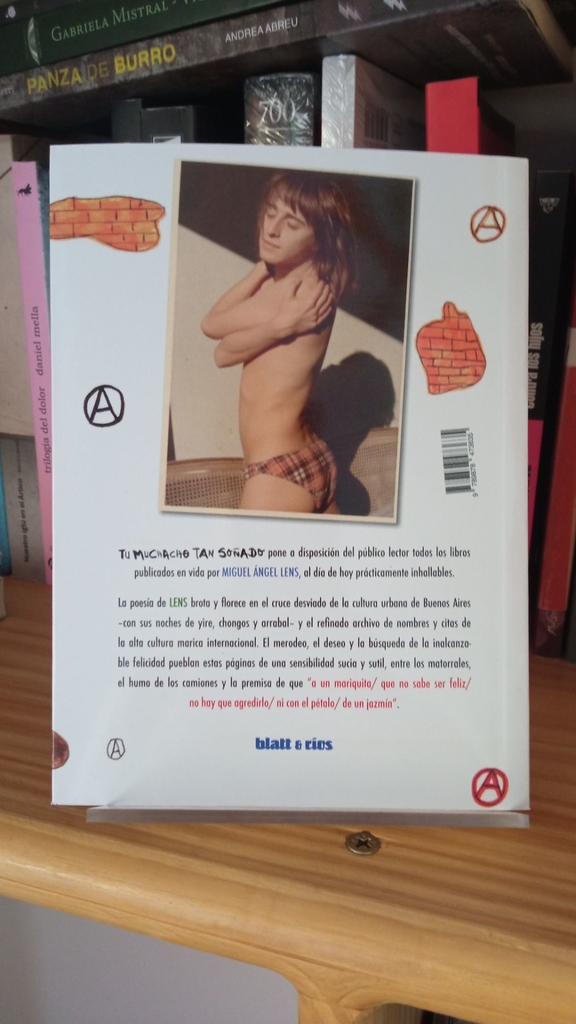 GABRIELA MISTRAL
PANZA DE BURRO
ANDREA ABREU
700
trilogía del dolor daniel mella
TU MUCHACHO TAN SOÑADO pone a disposición del público lector todos los libros
publicados en vida por MIGUEL ÁNGEL LENS, al día de hoy prácticamente inhallables.
La poesía de LENS brota y florece en el cruce desviado de la cultura urbana de Buenos Aires
–con sus noches de yire, chongos y arrabal– y el refinado archivo de nombres y citas de
la alta cultura marica internacional. El merodeo, el deseo y la búsqueda de la inalcanza-
ble felicidad pueblan estas páginas de una sensibilidad sucia y sutil, entre los matorrales,
el humo de los camiones y la premisa de que "a un mariquita/ que no sabe ser feliz/
no hay que agredirlo/ ni con el pétalo/ de un jazmín".
blatt & ríos